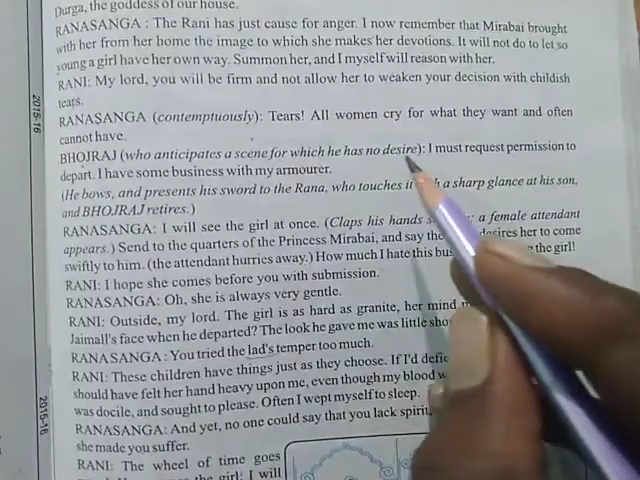 Durga, the goddess of our house.
RANASANGA : The Rani has just cause for anger. I now remember that Mirabai brought
with her from her home the image to which she makes her devotions. It will not do to let so
young a girl have her own way. Summon her, and I myself will reason with her.
RANI: My lord, you will be firm and not allow her to weaken your decision with childish
tears.
RANASANGA (contemptuously): Tears! All women cry for what they want and often
cannot have.
BHOJRAJ (who anticipates a scene for which he has no desire): I must request permission to
depart. I have some business with my armourer.
(He bows, and presents his sword to the Rana, who touches it a sharp glance at his son,
and BHOJRAJ retires.)
RANASANGA: I will see the girl at once. (Claps his hands a female attendant
appears.) Send to the quarters of the Princess Mirabai, and say the desires her to come
swiftly to him. (the attendant hurries away.) How much I hate this the girl!
RANI: I hope she comes before you with submission.
RANASANGA: Oh, she is always very gentle.
RANI: Outside, my lord. The girl is as hard as granite, her mind
Jaimall's face when he departed? The look he gave me was little
RANASANGA : You tried the lad's temper too much.
RANI: These children have things just as they choose. If I'd
should have felt her hand heavy upon me, even though my blood
was docile, and sought to please. Often I wept myself to sleep.
RANASANGA: And yet, no one could say that you lack spirit,
she made you suffer.
RANI: The wheel of time goes
the girl; I will
2015-16
2015-16